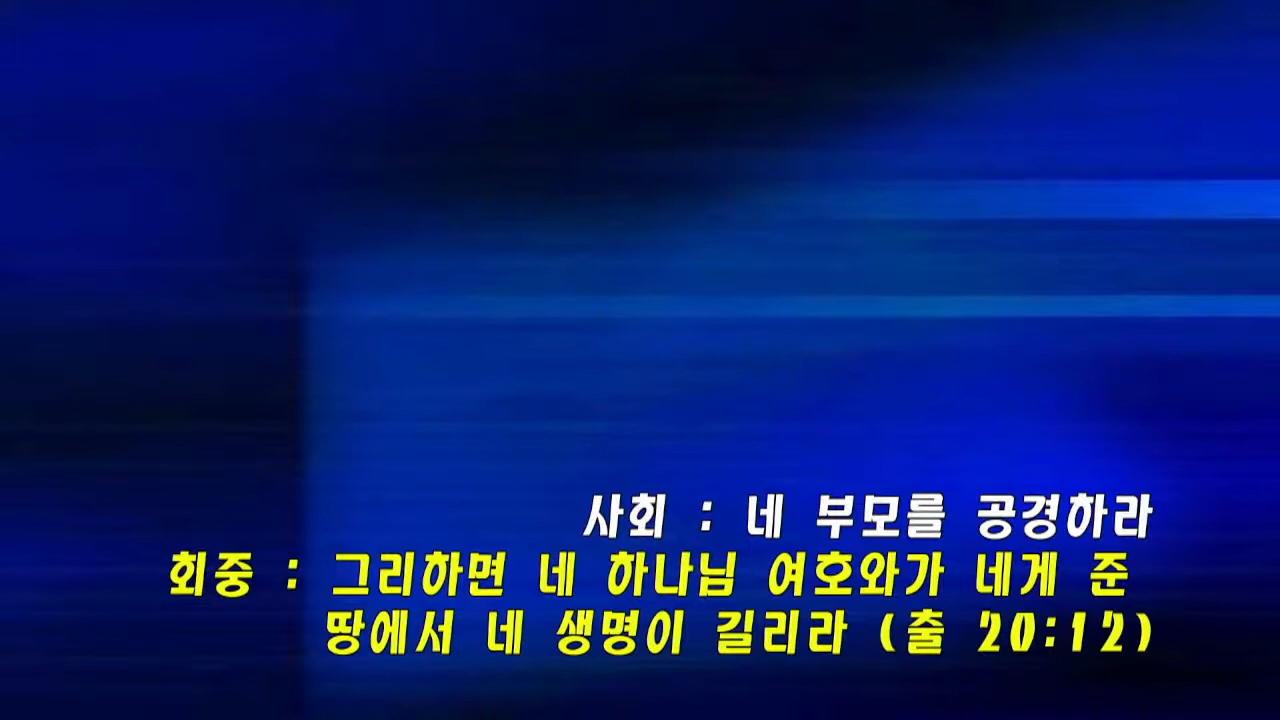 사회 : 네 부모를 공경하라
회중 : 그리하면 네 하나님 여호와가 네게 준
땅에서 네 생명이 길리라 (출 20:12)